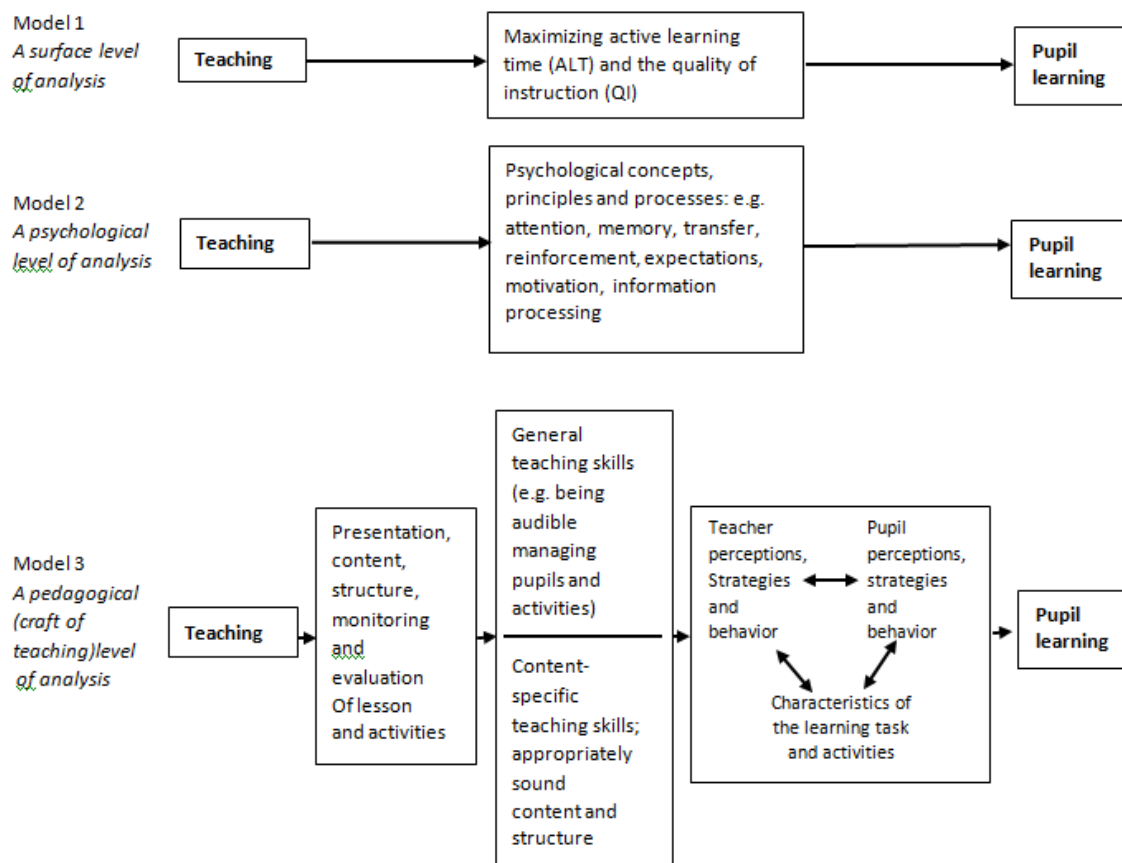 Model 1
A surface level
of analysis
Teaching
Maximizing active learning
time (ALT) and the quality of
instruction (QI)
Pupil
learning
Model 2
A psychological
level of analysis
Teaching
Psychological concepts,
principles and processes: e.g.
attention, memory, transfer,
reinforcement, expectations,
motivation, information
processing
Pupil
learning
Model 3
A pedagogical
(craft of
teaching)level
of analysis
Teaching
Presentation,
content,
structure,
monitoring
and
evaluation
Of lesson
and activities
General
teaching skills
(e.g. being
audible
managing
pupils and
activities)
Content-
specific
teaching skills;
appropriately
sound
content and
structure
Teacher
perceptions,
Strategies
and
behavior
Pupil
perceptions,
strategies
and
behavior
Characteristics of
the learning task
and activities
Pupil
learning